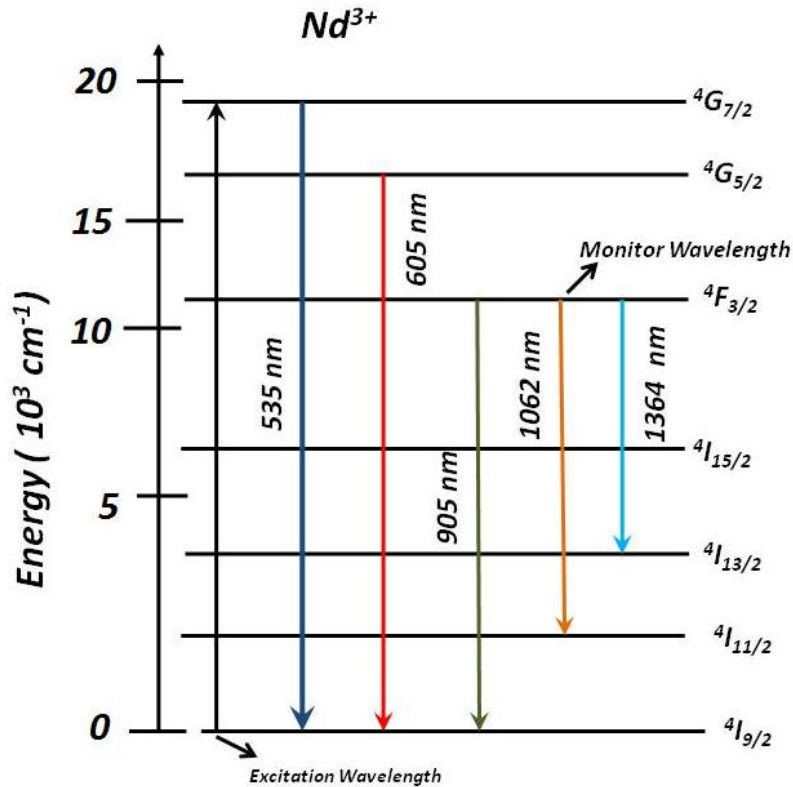 Nd³⁺
20
⁴G₇/₂
⁴G₅/₂
15
605 nm
Monitor Wavelength
⁴F₃/₂
10
535 nm
1062 nm
1364 nm
⁴I₁₅/₂
905 nm
5
Energy ( 10³ cm⁻¹)
⁴I₁₃/₂
⁴I₁₁/₂
0
⁴I₉/₂
Excitation Wavelength